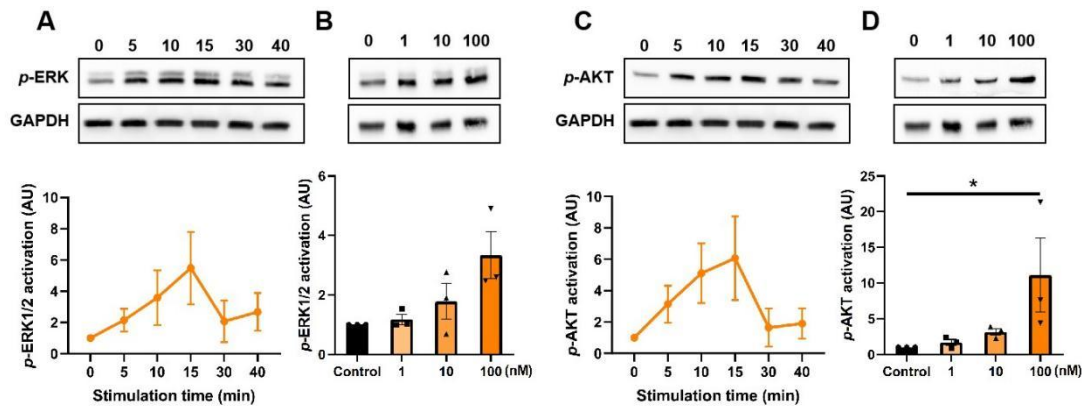 A B C D
0 5 10 15 30 40 0 1 10 100 0 5 10 15 30 40 0 1 10 100
p-ERK p-AKT
GAPDH GAPDH
p-ERK1/2 activation (AU)
10
8
6
4
2
0
0 5 10 15 30 40
Stimulation time (min)
p-ERK1/2 activation (AU)
6
4
2
0
Control 1 10 100 (nM)
p-AKT activation (AU)
10
8
6
4
2
0
0 5 10 15 30 40
Stimulation time (min)
p-AKT activation (AU)
25
20
15
10
5
0
*
Control 1 10 100 (nM)